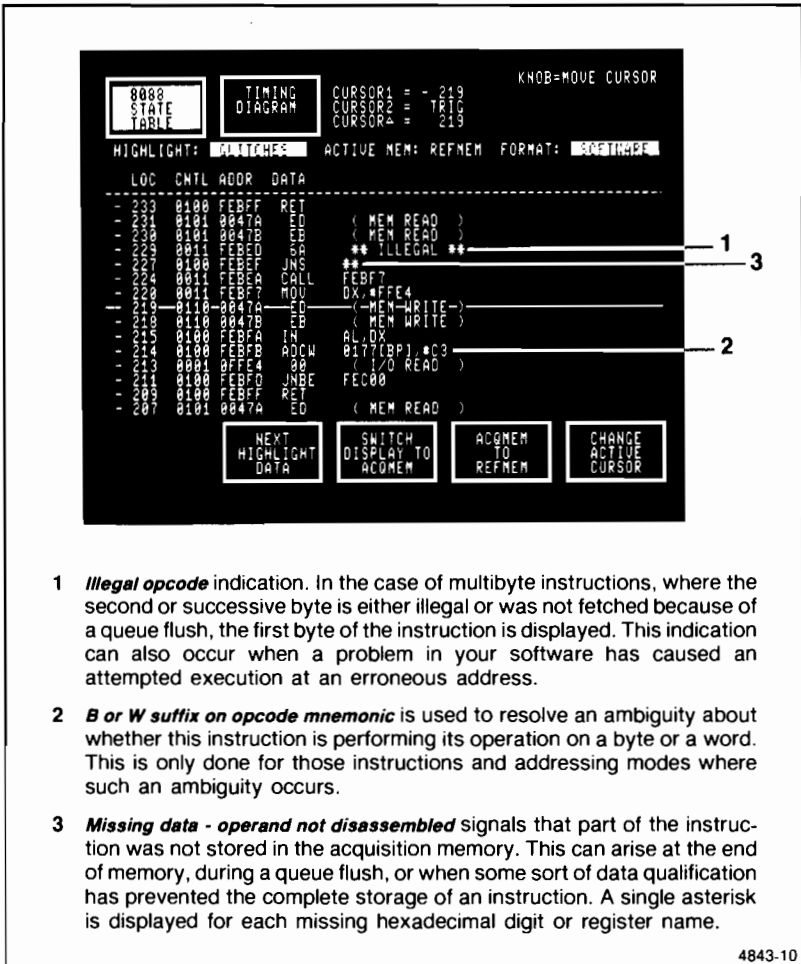 8088
STATE
TABLE
TIMING
DIAGRAM
CURSOR1 = - 219
CURSOR2 = TRIG
CURSOR△ = 219
KNOB=MOVE CURSOR
HIGHLIGHT: GLITCHES ACTIVE MEM: REFMEM FORMAT: SOFTWARE
LOC CNTL ADDR DATA
- 233 0100 FEBFF RET
- 231 0101 0047A ED ( MEM READ )
- 230 0101 0047B EB ( MEM READ )
- 229 0011 FEBED 6A ** ILLEGAL **
- 227 0100 FEBEF JNS **
- 224 0011 FEBEA CALL FEBF7
- 220 0011 FEBF7 MOV DX,#FFE4
- 219 0110 0047A ED ( MEM WRITE )
- 218 0110 0047B EB ( MEM WRITE )
- 215 0100 FEBFA IN AL,DX
- 214 0100 FEBFB ADCW 0177[BP],#C3
- 213 0001 0FFE4 00 ( I/O READ )
- 211 0100 FEBFD JNBE FEC00
- 209 0100 FEBFF RET
- 207 0101 0047A ED ( MEM READ )
1
3
2
NEXT
HIGHLIGHT
DATA
SWITCH
DISPLAY TO
ACQMEM
ACQMEM
TO
REFMEM
CHANGE
ACTIVE
CURSOR
1 Illegal opcode indication. In the case of multibyte instructions, where the
second or successive byte is either illegal or was not fetched because of
a queue flush, the first byte of the instruction is displayed. This indication
can also occur when a problem in your software has caused an
attempted execution at an erroneous address.
2 B or W suffix on opcode mnemonic is used to resolve an ambiguity about
whether this instruction is performing its operation on a byte or a word.
This is only done for those instructions and addressing modes where
such an ambiguity occurs.
3 Missing data - operand not disassembled signals that part of the instruc-
tion was not stored in the acquisition memory. This can arise at the end
of memory, during a queue flush, or when some sort of data qualification
has prevented the complete storage of an instruction. A single asterisk
is displayed for each missing hexadecimal digit or register name.
4843-10